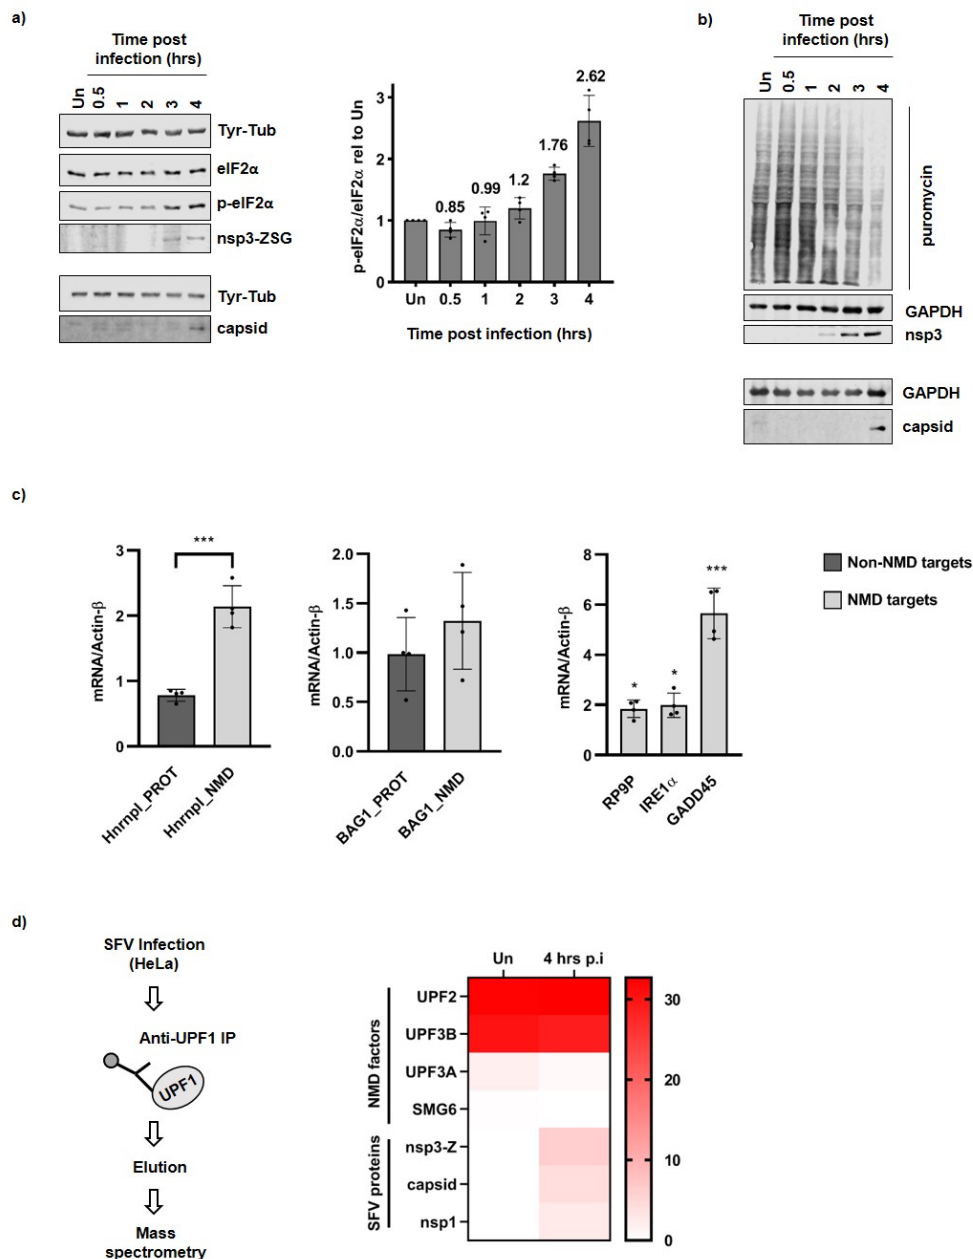 a)
Time post
infection (hrs)
Un 0.5 1 2 3 4
Tyr-Tub
eIF2α
p-eIF2α
nsp3-ZSG
Tyr-Tub
capsid
p-eIF2α/eIF2α rel to Un
3
2
1
0
0.85
0.99
1.2
1.76
2.62
Un 0.5 1 2 3 4
Time post infection (hrs)
b)
Time post
infection (hrs)
Un 0.5 1 2 3 4
puromycin
GAPDH
nsp3
GAPDH
capsid
c)
mRNA/Actin-β
3
2
1
0
***
Hnrnpl_PROT
Hnrnpl_NMD
mRNA/Actin-β
2.0
1.5
1.0
0.5
0.0
BAG1_PROT
BAG1_NMD
mRNA/Actin-β
8
6
4
2
0
*
*
***
RP9P
IRE1α
GADD45
Non-NMD targets
NMD targets
d)
SFV Infection
(HeLa)
Anti-UPF1 IP
UPF1
Elution
Mass
spectrometry
Un 4 hrs p.i
NMD factors
UPF2
UPF3B
UPF3A
SMG6
SFV proteins
nsp3-Z
capsid
nsp1
30
20
10
0